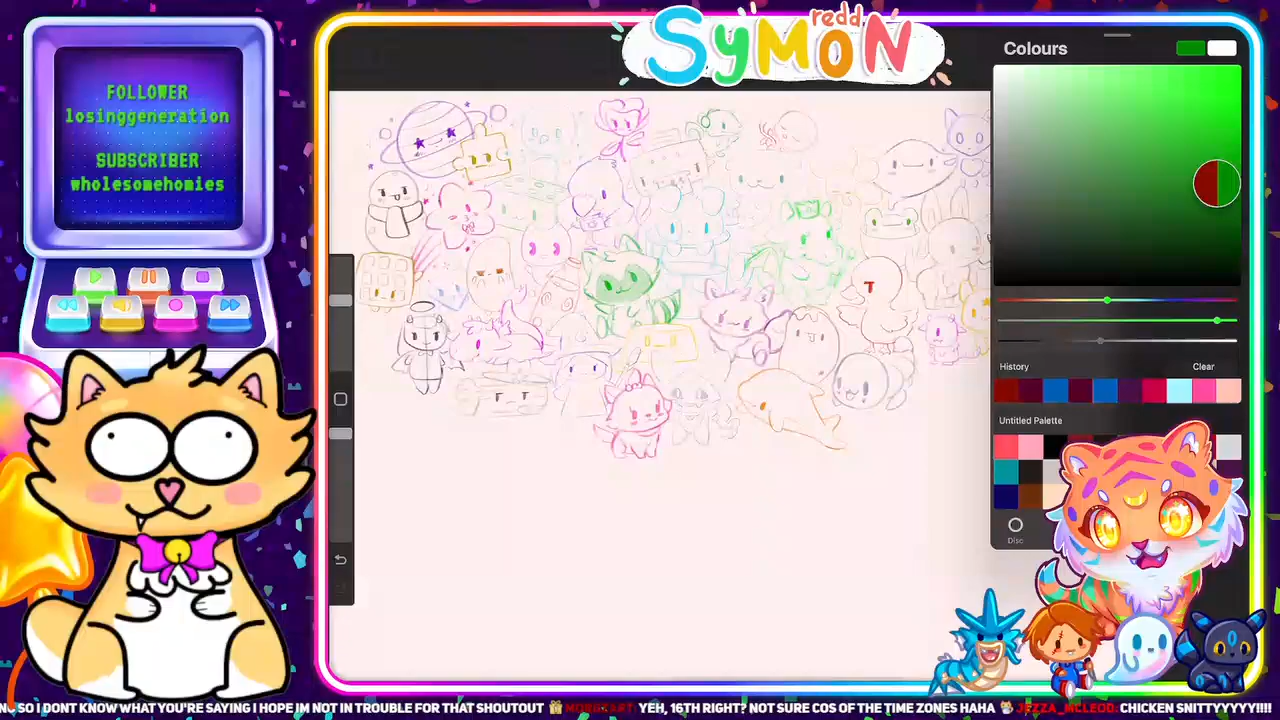 redd
SYMON
FOLLOWER
losinggeneration
SUBSCRIBER
wholesomehomies
Colours
History
Clear
Untitled Palette
Disc
NG SO I DONT KNOW WHAT YOU'RE SAYING I HOPE IM NOT IN TROUBLE FOR THAT SHOUTOUT YEH, 16TH RIGHT? NOT SURE COS OF THE TIME ZONES HAHA JEZZA_MCLEOD: CHICKEN SNITTYYYYY!!!!